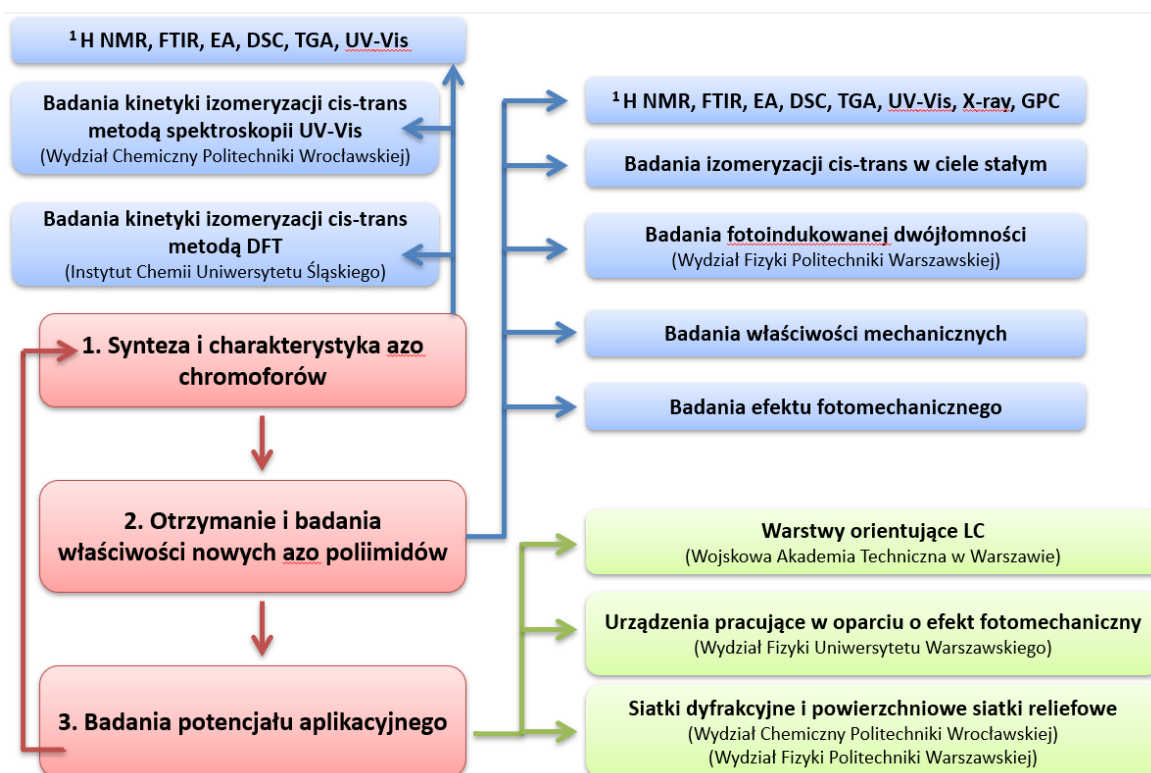 ¹H NMR, FTIR, EA, DSC, TGA, UV-Vis
Badania kinetyki izomeryzacji cis-trans
metodą spektroskopii UV-Vis
(Wydział Chemiczny Politechniki Wrocławskiej)
Badania kinetyki izomeryzacji cis-trans
metodą DFT
(Instytut Chemii Uniwersytetu Śląskiego)
1. Synteza i charakterystyka azo
chromoforów
2. Otrzymanie i badania
właściwości nowych azo poliimidów
3. Badania potencjału aplikacyjnego
¹H NMR, FTIR, EA, DSC, TGA, UV-Vis, X-ray, GPC
Badania izomeryzacji cis-trans w ciele stałym
Badania fotoindukowanej dwójłomności
(Wydział Fizyki Politechniki Warszawskiej)
Badania właściwości mechanicznych
Badania efektu fotomechanicznego
Warstwy orientujące LC
(Wojskowa Akademia Techniczna w Warszawie)
Urządzenia pracujące w oparciu o efekt fotomechaniczny
(Wydział Fizyki Uniwersytetu Warszawskiego)
Siatki dyfrakcyjne i powierzchniowe siatki reliefowe
(Wydział Chemiczny Politechniki Wrocławskiej)
(Wydział Fizyki Politechniki Warszawskiej)